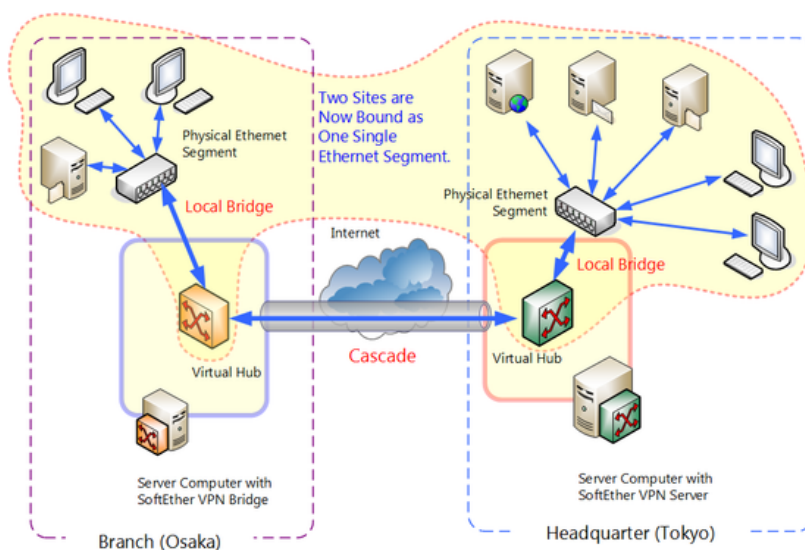 Two Sites are
Now Bound as
One Single
Ethernet Segment.
Physical Ethernet
Segment
Local Bridge
Physical Ethernet
Segment
Internet
Local Bridge
Virtual Hub
Cascade
Virtual Hub
Server Computer with
SoftEther VPN Bridge
Server Computer with
SoftEther VPN Server
Branch (Osaka)
Headquarter (Tokyo)